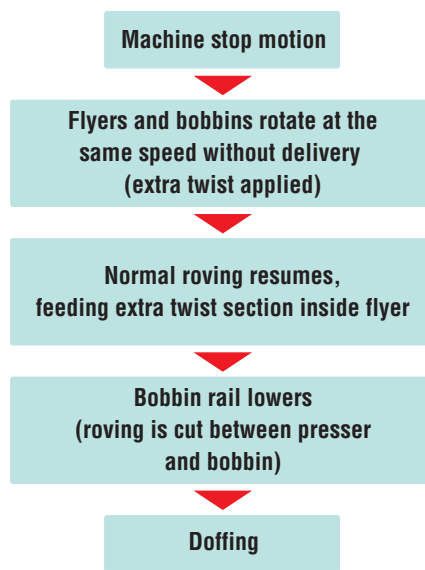 Machine stop motion
Flyers and bobbins rotate at the
same speed without delivery
(extra twist applied)
Normal roving resumes,
feeding extra twist section inside flyer
Bobbin rail lowers
(roving is cut between presser
and bobbin)
Doffing